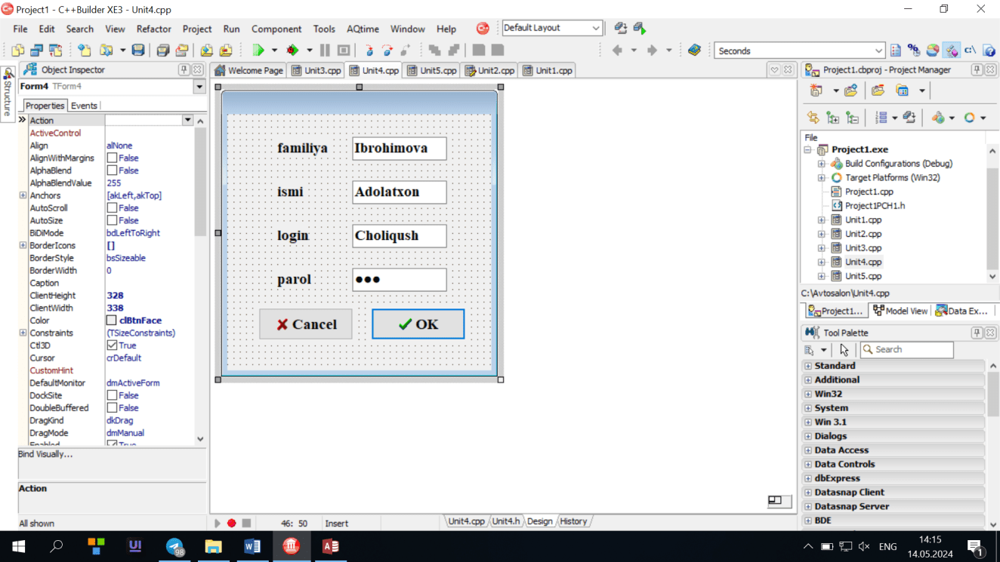 Project1 - C++Builder XE3 - Unit4.cpp
File Edit Search View Refactor Project Run Component Tools AQtime Window Help
Default Layout
Seconds
Structure
Object Inspector
Form4 TForm4
Properties Events
Action
ActiveControl
Align alNone
AlignWithMargins False
AlphaBlend False
AlphaBlendValue 255
Anchors [akLeft,akTop]
AutoScroll False
AutoSize False
BiDiMode bdLeftToRight
BorderIcons []
BorderStyle bsSizeable
BorderWidth 0
Caption
ClientHeight 328
ClientWidth 338
Color clBtnFace
Constraints (TSizeConstraints)
Ctl3D True
Cursor crDefault
CustomHint
DefaultMonitor dmActiveForm
DockSite False
DoubleBuffered False
DragKind dkDrag
DragMode dmManual
Enabled True
Bind Visually...
Action
All shown
Welcome Page Unit3.cpp Unit4.cpp Unit5.cpp Unit2.cpp Unit1.cpp
familiya Ibrohimova
ismi Adolatxon
login Choliqush
parol ●●●
Cancel OK
46: 50 Insert
Unit4.cpp Unit4.h Design History
Project1.cbproj - Project Manager
File
Project1.exe
Build Configurations (Debug)
Target Platforms (Win32)
Project1.cpp
Project1PCH1.h
Unit1.cpp
Unit2.cpp
Unit3.cpp
Unit4.cpp
Unit5.cpp
C:\Avtosalon\Unit4.cpp
Project1... Model View Data Ex...
Tool Palette
Search
Standard
Additional
Win32
System
Win 3.1
Dialogs
Data Access
Data Controls
dbExpress
Datasnap Client
Datasnap Server
BDE
UI 98 ENG 14:15
14.05.2024 1